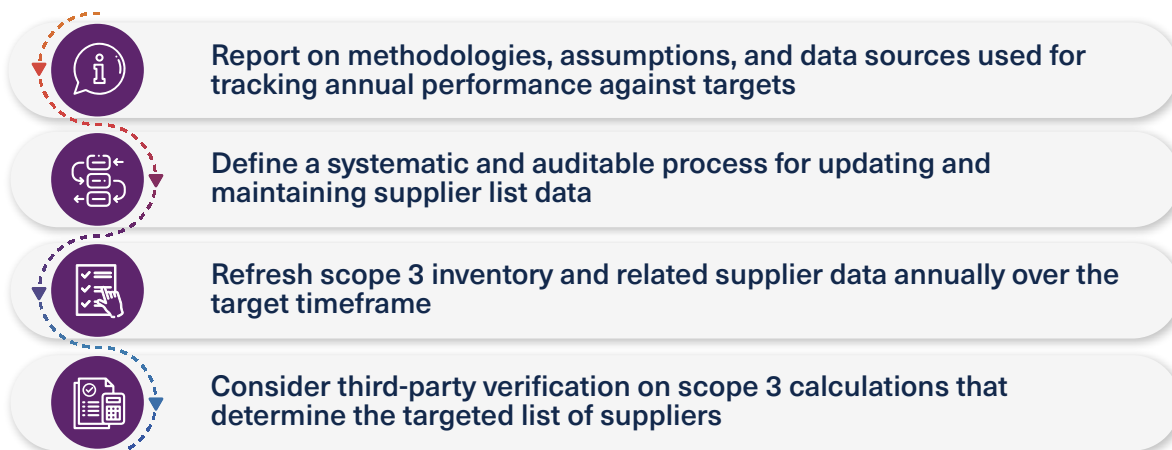 Report on methodologies, assumptions, and data sources used for
tracking annual performance against targets
Define a systematic and auditable process for updating and
maintaining supplier list data
Refresh scope 3 inventory and related supplier data annually over the
target timeframe
Consider third-party verification on scope 3 calculations that
determine the targeted list of suppliers